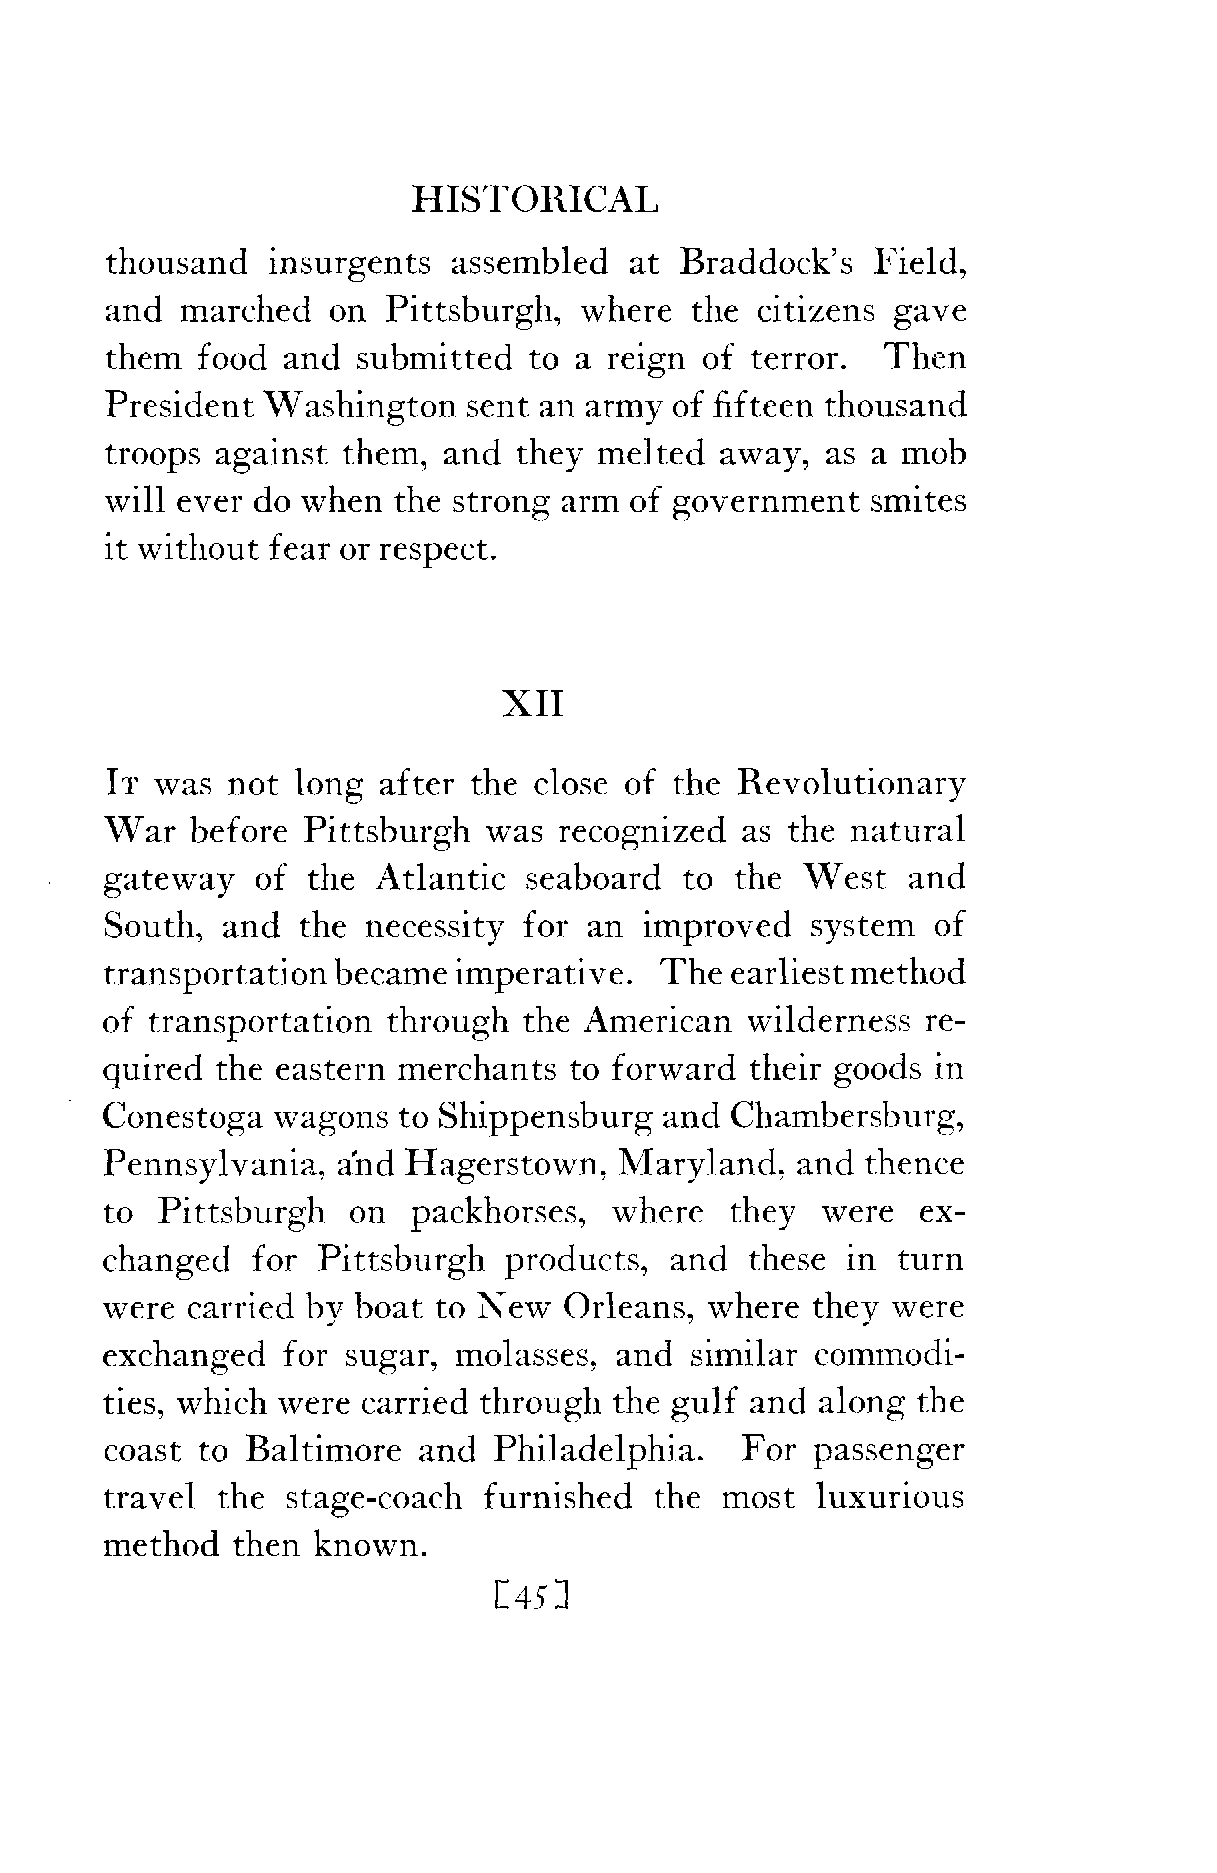 HISTORICAL
thousand insurgents assembled at Braddock's Field,
and marched on Pittsburgh, where the citizens gave
them food and submitted to a reign of terror. Then
President Washington sent an army of fifteen thousand
troops against them, and they melted away, as a mob
will ever do when the strong arm of government smites
it without fear or respect.
XII
IT was not long after the close of the Revolutionary
War before Pittsburgh was recognized as the natural
gateway of the Atlantic seaboard to the West and
South, and the necessity for an improved system of
transportation became imperative. The earliest method
of transportation through the American wilderness re-
quired the eastern merchants to forward their goods in
Conestoga wagons to Shippensburg and Chambersburg,
Pennsylvania, and Hagerstown, Maryland, and thence
to Pittsburgh on packhorses, where they were ex-
changed for Pittsburgh products, and these in turn
were carried by boat to New Orleans, where they were
exchanged for sugar, molasses, and similar commodi-
ties, which were carried through the gulf and along the
coast to Baltimore and Philadelphia. For passenger
travel the stage-coach furnished the most luxurious
method then known.
[45]